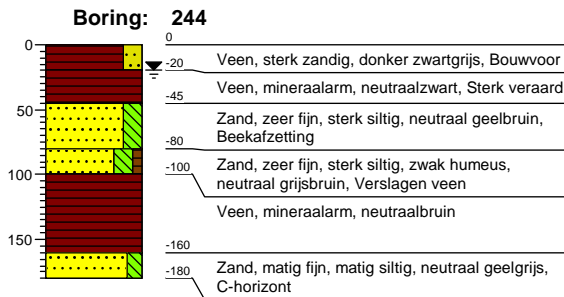 Boring: 244
0
0
Veen, sterk zandig, donker zwartgrijs, Bouwvoor
-20
Veen, mineraalarm, neutraalzwart, Sterk veraard
-45
50
Zand, zeer fijn, sterk siltig, neutraal geelbruin,
Beekafzetting
-80
Zand, zeer fijn, sterk siltig, zwak humeus,
neutraal grijsbruin, Verslagen veen
-100
100
Veen, mineraalarm, neutraalbruin
150
-160
Zand, matig fijn, matig siltig, neutraal geelgrijs,
C-horizont
-180